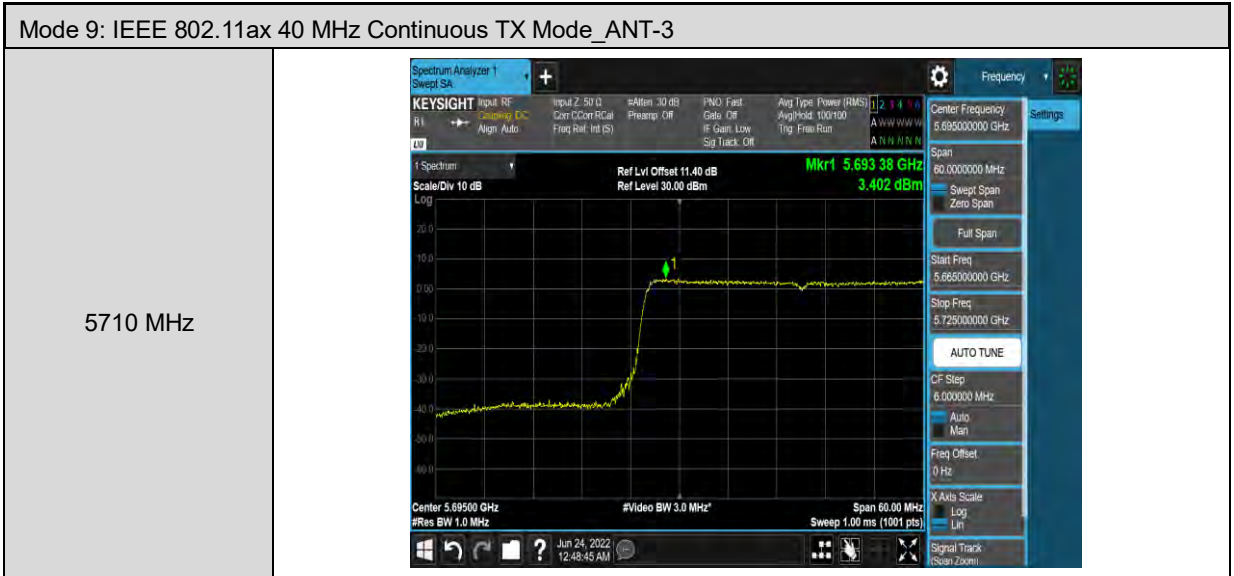 Mode 9: IEEE 802.11ax 40 MHz Continuous TX Mode_ANT-3
5710 MHz
Spectrum Analyzer 1
Swept SA
Frequency
KEYSIGHT
Input: RF
Coupling: DC
Align: Auto
Input Z: 50 Ω
Corr CCorr RCal
Freq Ref: Int (S)
#Atten: 30 dB
Preamp: Off
PNO: Fast
Gate: Off
IF Gain: Low
Sig Track: Off
Avg Type: Power (RMS)
Avg|Hold: 100/100
Trig: Free Run
1 2 3 4 5 6
A W W W W W
A N N N N N
LXI
1 Spectrum
Scale/Div 10 dB
Log
Ref Lvl Offset 11.40 dB
Ref Level 30.00 dBm
Mkr1 5.693 38 GHz
3.402 dBm
20.0
10.0
0.00
-10.0
-20.0
-30.0
-40.0
-50.0
-60.0
1
Center 5.69500 GHz
#Res BW 1.0 MHz
#Video BW 3.0 MHz*
Span 60.00 MHz
Sweep 1.00 ms (1001 pts)
Jun 24, 2022
12:48:45 AM
Center Frequency
5.695000000 GHz
Settings
Span
60.0000000 MHz
Swept Span
Zero Span
Full Span
Start Freq
5.665000000 GHz
Stop Freq
5.725000000 GHz
AUTO TUNE
CF Step
6.000000 MHz
Auto
Man
Freq Offset
0 Hz
X Axis Scale
Log
Lin
Signal Track
(Span Zoom)